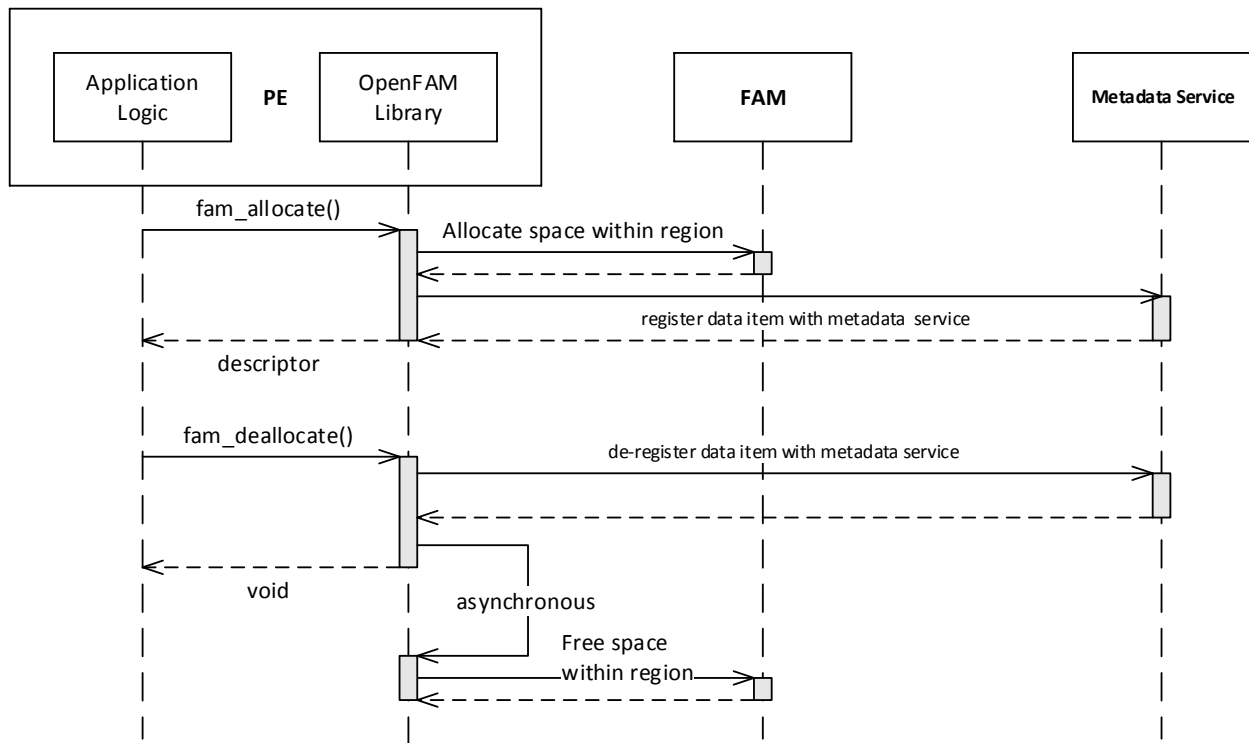 Application
Logic
PE
OpenFAM
Library
FAM
Metadata Service
fam_allocate()
Allocate space within region
register data item with metadata service
descriptor
fam_deallocate()
de-register data item with metadata service
void
asynchronous
Free space
within region